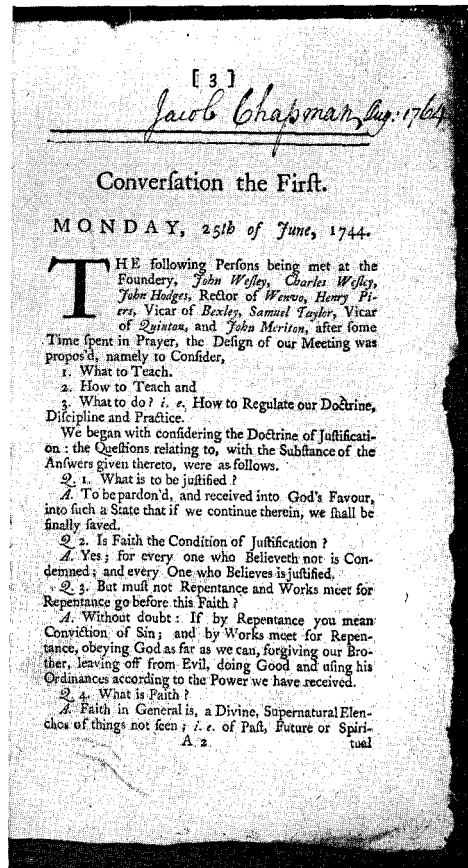 [ 3 ]
Jacob Chapman, Aug: 1764
Converſation the Firſt.
MONDAY, 25th of June, 1744.
THE following Perſons being met at the
Foundery, John Weſley, Charles Weſley,
John Hodges, Rector of Wenvo, Henry Pi-
ers, Vicar of Bexley, Samuel Taylor, Vicar
of Quinton, and John Meriton, after ſome
Time ſpent in Prayer, the Deſign of our Meeting was
propos'd, namely to Conſider,
1. What to Teach.
2. How to Teach and
3. What to do? i. e. How to Regulate our Doctrine,
Diſcipline and Practice.
We began with conſidering the Doctrine of Juſtificati-
on: the Queſtions relating to, with the Subſtance of the
Anſwers given thereto, were as follows.
Q. 1. What is to be juſtified?
A. To be pardon'd, and received into God's Favour,
into ſuch a State that if we continue therein, we ſhall be
finally ſaved.
Q. 2. Is Faith the Condition of Juſtification?
A. Yes; for every one who Believeth not is Con-
demned; and every One who Believes is juſtified.
Q. 3. But muſt not Repentance and Works meet for
Repentance go before this Faith?
A. Without doubt: If by Repentance you mean
Conviction of Sin; and by Works meet for Repen-
tance, obeying God as far as we can, forgiving our Bro-
ther, leaving off from Evil, doing Good and uſing his
Ordinances according to the Power we have received.
Q. 4. What is Faith?
A. Faith in General is, a Divine, Supernatural Elen-
chos of things not ſeen; i. e. of Paſt, Future or Spiri-
A 2 tual